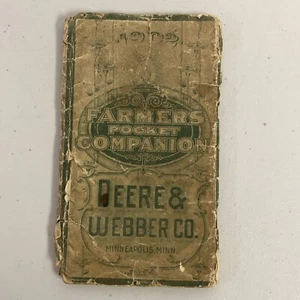 FARMERS
POCKET
COMPANION
DEERE &
WEBBER CO.
MINNEAPOLIS, MINN.